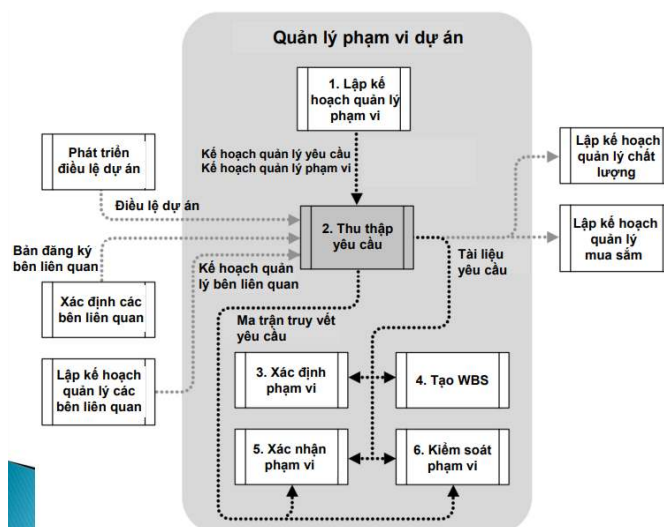 Quản lý phạm vi dự án
1. Lập kế
hoạch quản lý
phạm vi
Phát triển
điều lệ dự án
Kế hoạch quản lý yêu cầu
Kế hoạch quản lý phạm vi
Lập kế hoạch
quản lý chất
lượng
Điều lệ dự án
2. Thu thập
yêu cầu
Lập kế hoạch
quản lý
mua sắm
Bản đăng ký
bên liên quan
Kế hoạch quản
lý bên liên quan
Tài liệu
yêu cầu
Xác định các
bên liên quan
Ma trận truy vết
yêu cầu
Lập kế hoạch
quản lý các
bên liên quan
3. Xác định
phạm vi
4. Tạo WBS
5. Xác nhận
phạm vi
6. Kiểm soát
phạm vi